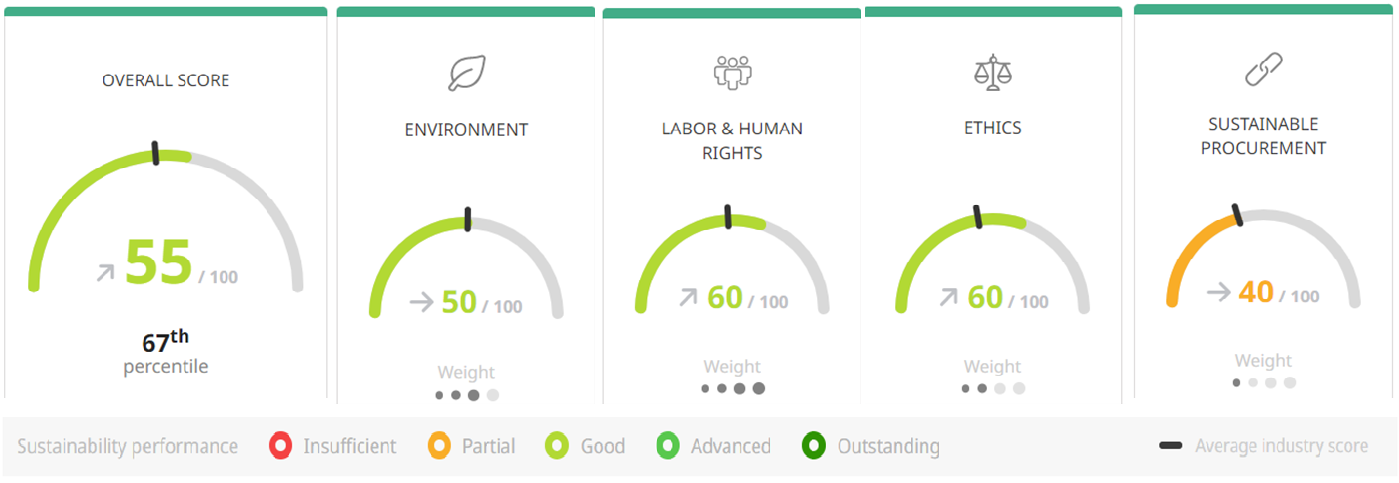 OVERALL SCORE
55 / 100
67th
percentile
ENVIRONMENT
50 / 100
Weight
LABOR & HUMAN
RIGHTS
60 / 100
Weight
ETHICS
60 / 100
Weight
SUSTAINABLE
PROCUREMENT
40 / 100
Weight
Sustainability performance Insufficient Partial Good Advanced Outstanding Average industry score